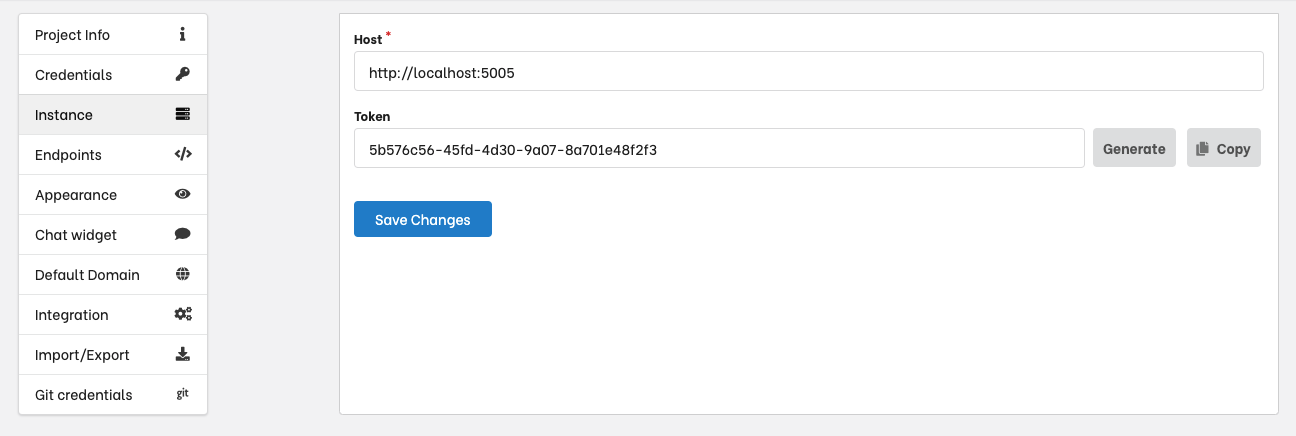 Project Info
Credentials
Instance
Endpoints
Appearance
Chat widget
Default Domain
Integration
Import/Export
Git credentials git
Host *
http://localhost:5005
Token
5b576c56-45fd-4d30-9a07-8a701e48f2f3 Generate Copy
Save Changes